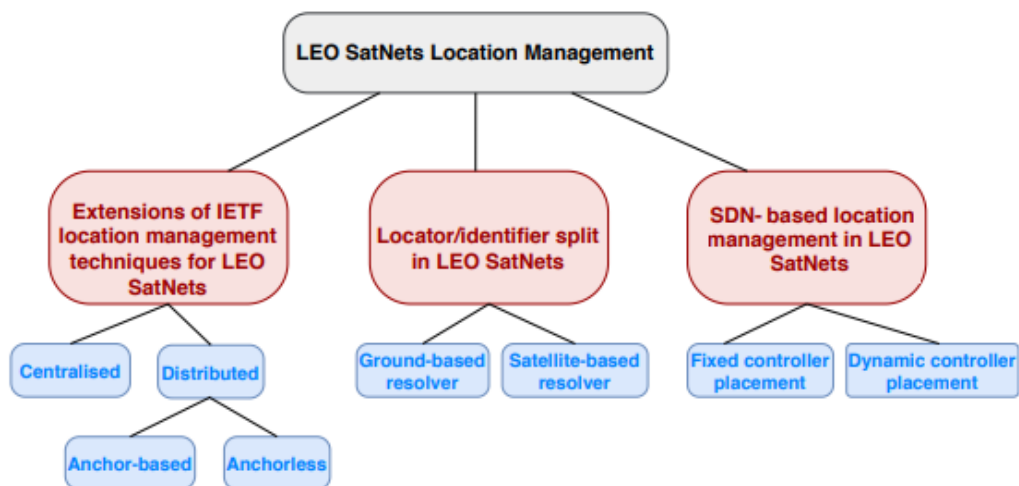 LEO SatNets Location Management
Extensions of IETF
location management
techniques for LEO
SatNets
Locator/identifier split
in LEO SatNets
SDN- based location
management in LEO
SatNets
Centralised
Distributed
Ground-based
resolver
Satellite-based
resolver
Fixed controller
placement
Dynamic controller
placement
Anchor-based
Anchorless